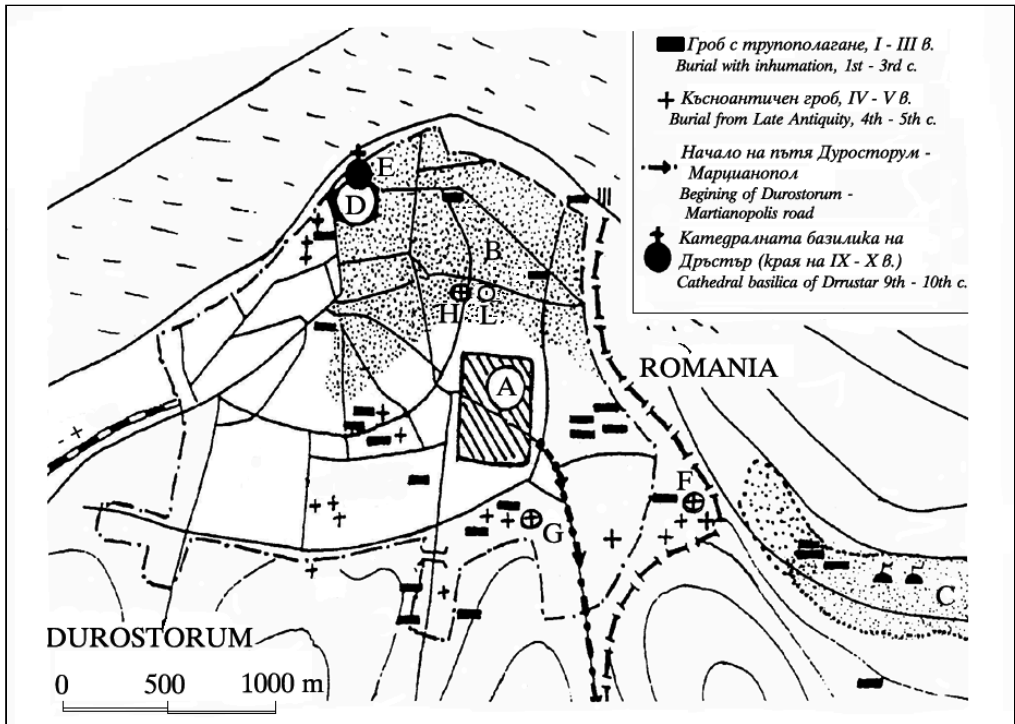 Гроб с трупополагане, I - III в.
Burial with inhumation, 1st - 3rd c.
Късноантичен гроб, IV - V в.
Burial from Late Antiquity, 4th - 5th c.
Начало на пътя Дуросторум -
Марцианопол
Begining of Durostorum -
Martianopolis road
Катедралната базилика на
Дръстър (края на IX - X в.)
Cathedral basilica of Drrustar 9th - 10th c.
E
D
B
H L
A
ROMANIA
F
G
C
DUROSTORUM
0 500 1000 m